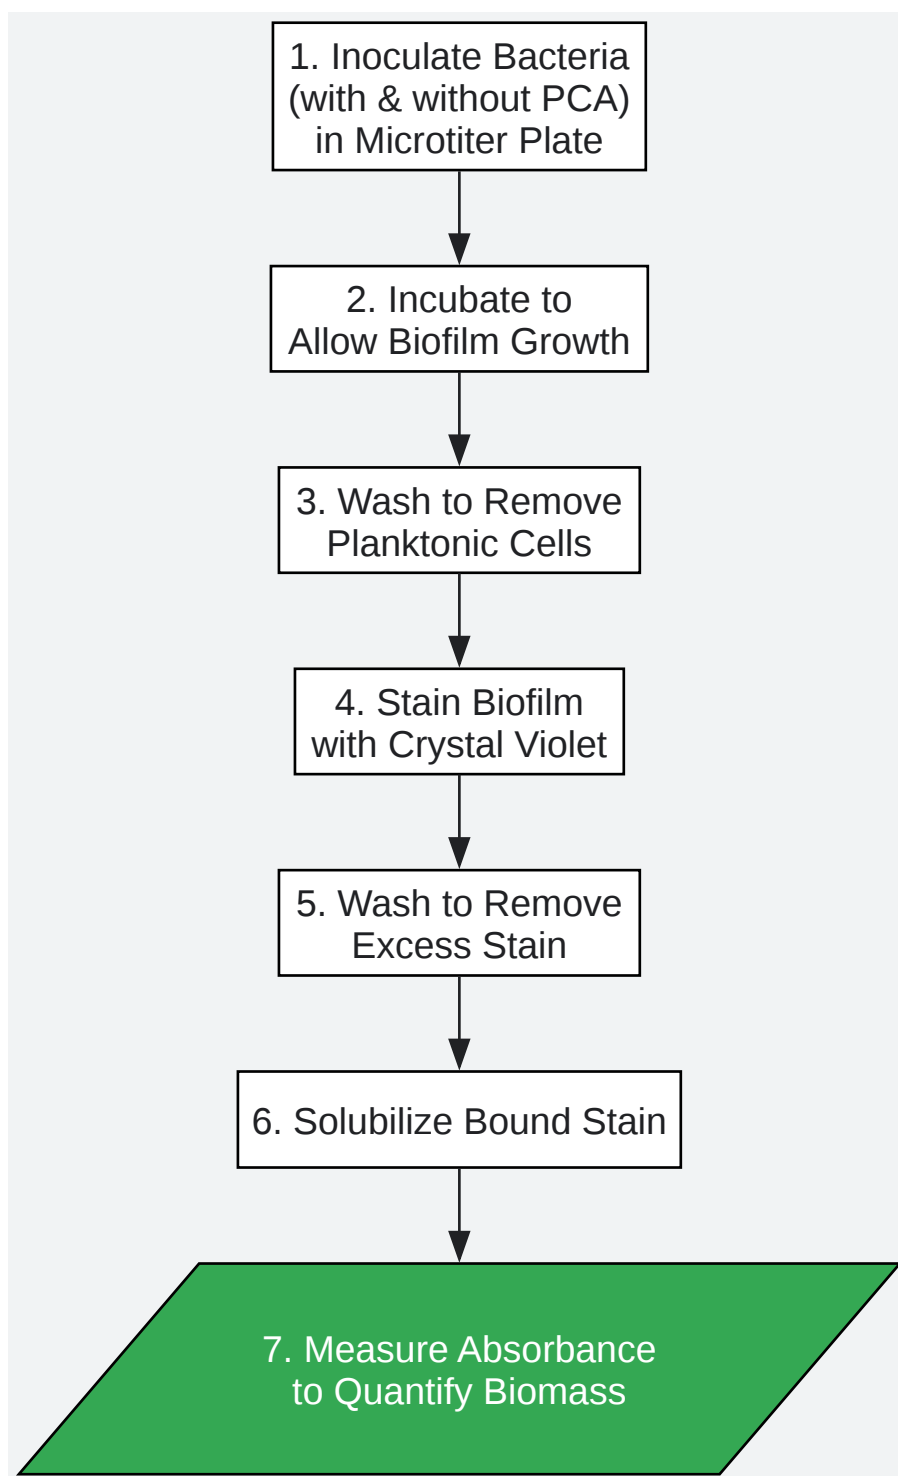 1. Inoculate Bacteria
(with & without PCA)
in Microtiter Plate
2. Incubate to
Allow Biofilm Growth
3. Wash to Remove
Planktonic Cells
4. Stain Biofilm
with Crystal Violet
5. Wash to Remove
Excess Stain
6. Solubilize Bound Stain
7. Measure Absorbance
to Quantify Biomass